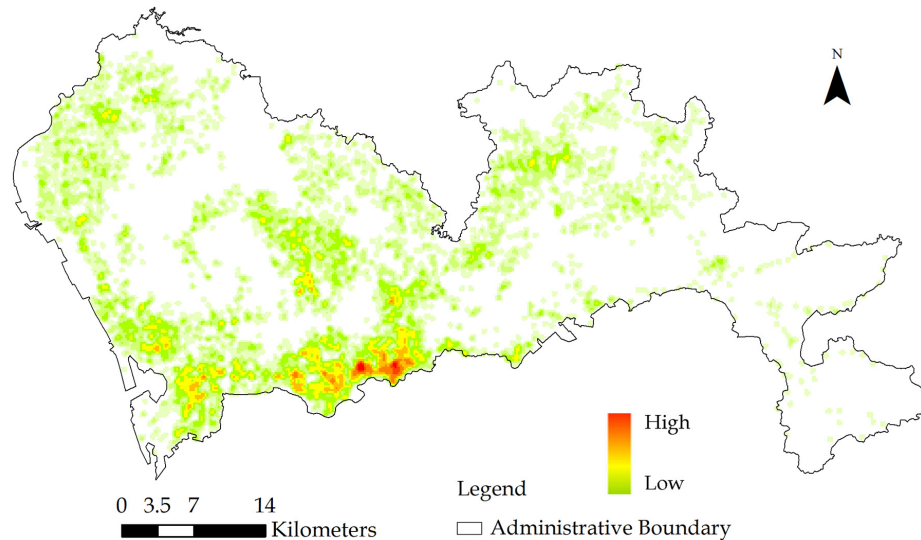 N
High
Low
Legend
0 3.5 7 14
Kilometers
Administrative Boundary